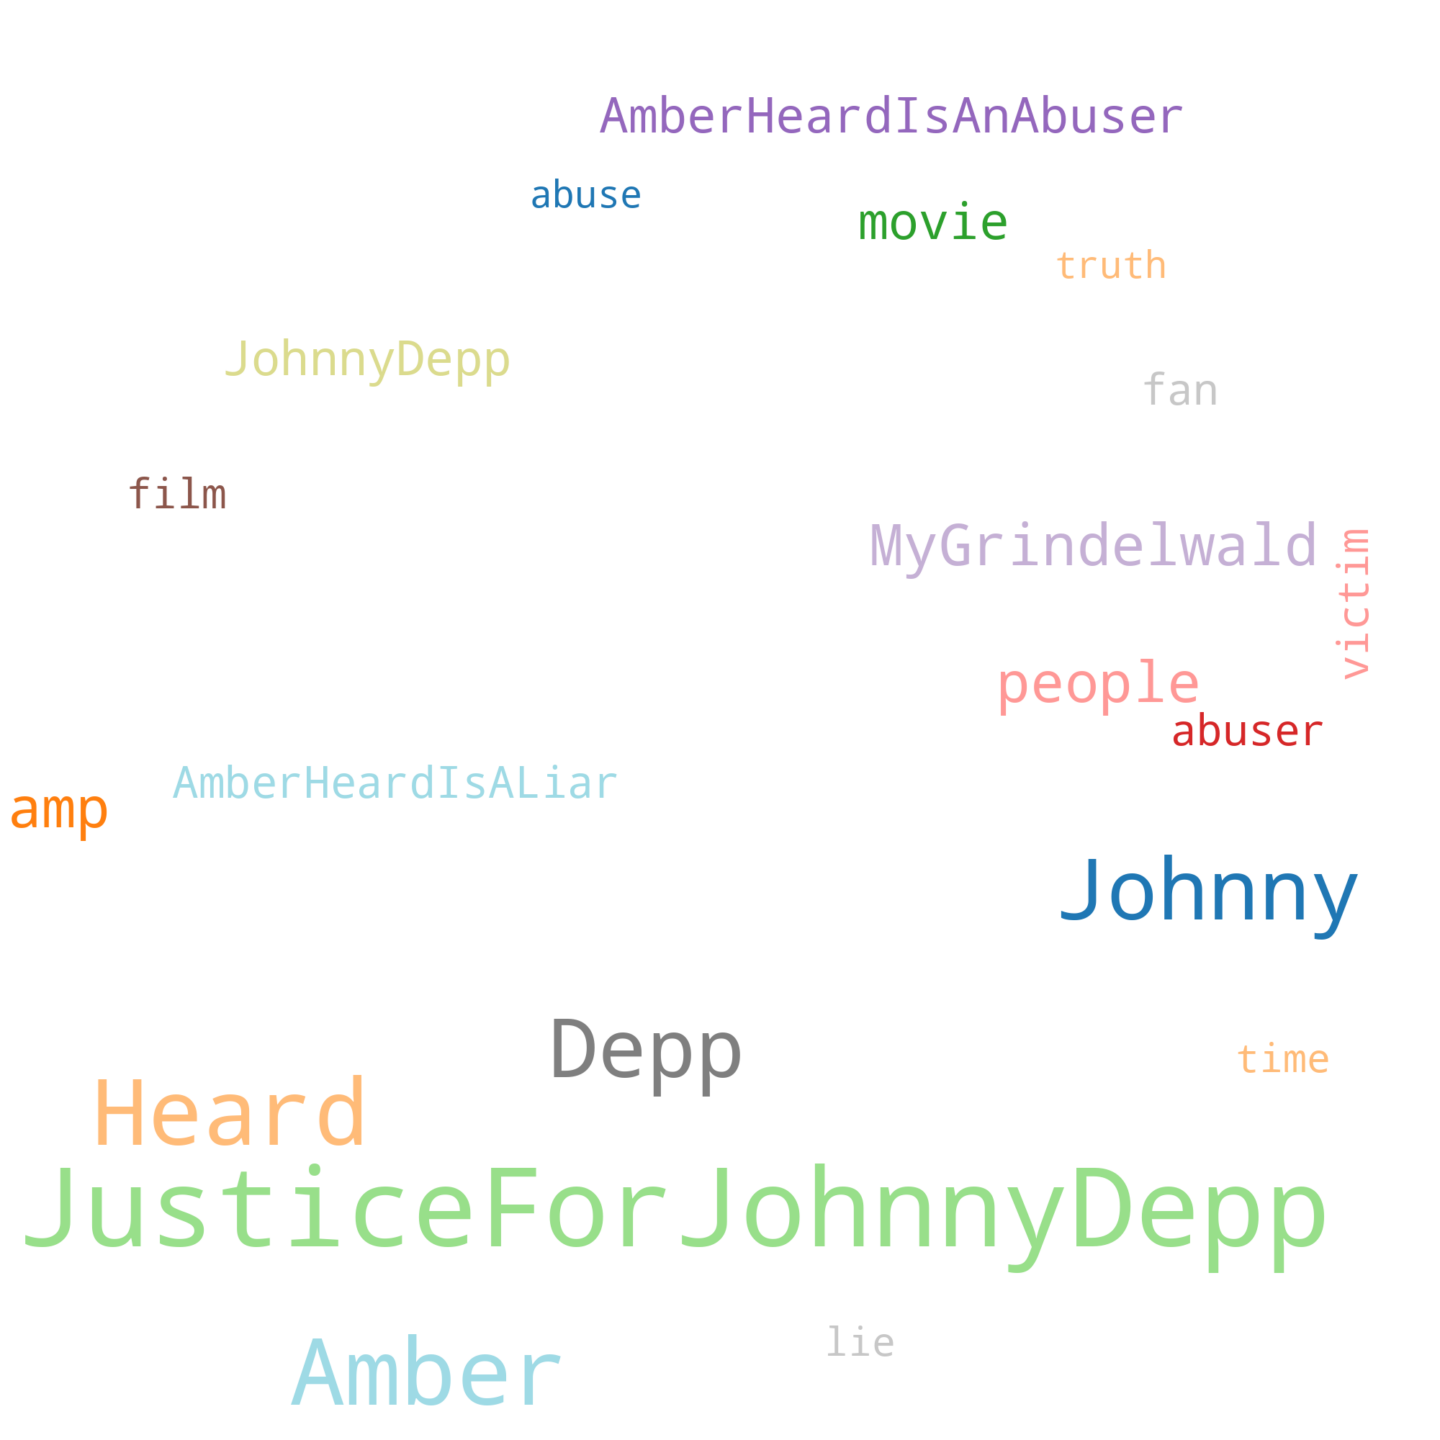 AmberHeardIsAnAbuser
abuse
movie
truth
JohnnyDepp
fan
film
MyGrindelwald
victim
people
abuser
AmberHeardIsALiar
amp
Johnny
Depp
time
Heard
JusticeForJohnnyDepp
lie
Amber